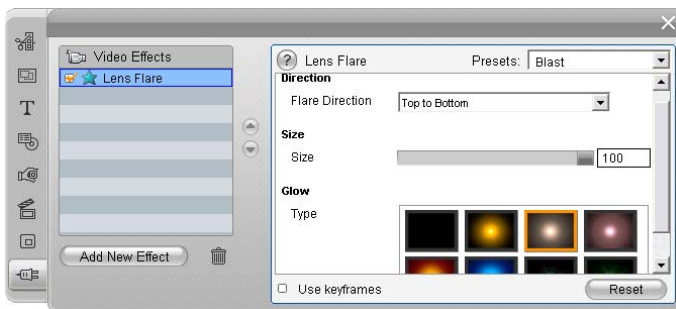 Video Effects
Lens Flare
Add New Effect
? Lens Flare Presets: Blast
Direction
Flare Direction Top to Bottom
Size
Size 100
Glow
Type
Use keyframes Reset
T